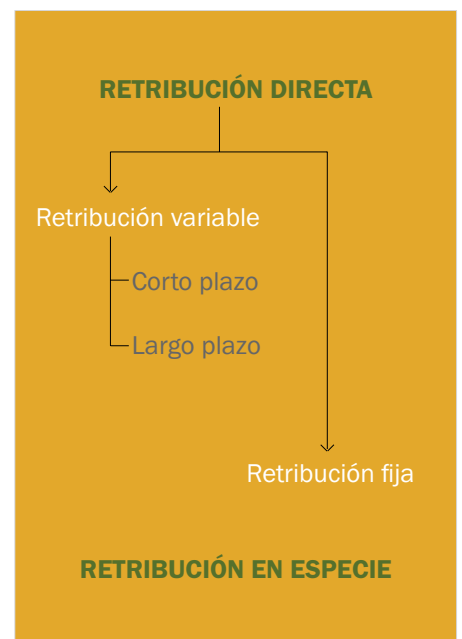 RETRIBUCIÓN DIRECTA
Retribución variable
Corto plazo
Largo plazo
Retribución fija
RETRIBUCIÓN EN ESPECIE